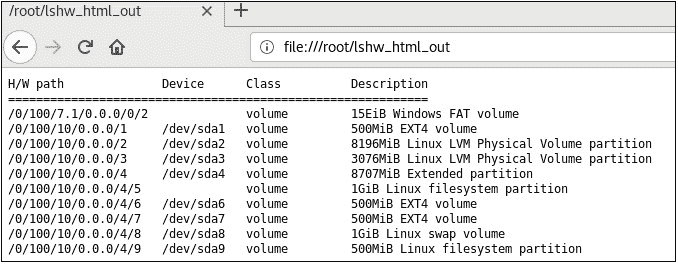 /root/lshw_html_out × +
file:///root/lshw_html_out
H/W path Device Class Description
============================================================
/0/100/7.1/0.0.0/0/2 volume 15EiB Windows FAT volume
/0/100/10/0.0.0/1 /dev/sda1 volume 500MiB EXT4 volume
/0/100/10/0.0.0/2 /dev/sda2 volume 8196MiB Linux LVM Physical Volume partition
/0/100/10/0.0.0/3 /dev/sda3 volume 3076MiB Linux LVM Physical Volume partition
/0/100/10/0.0.0/4 /dev/sda4 volume 8707MiB Extended partition
/0/100/10/0.0.0/4/5 volume 1GiB Linux filesystem partition
/0/100/10/0.0.0/4/6 /dev/sda6 volume 500MiB EXT4 volume
/0/100/10/0.0.0/4/7 /dev/sda7 volume 500MiB EXT4 volume
/0/100/10/0.0.0/4/8 /dev/sda8 volume 1GiB Linux swap volume
/0/100/10/0.0.0/4/9 /dev/sda9 volume 500MiB Linux filesystem partition